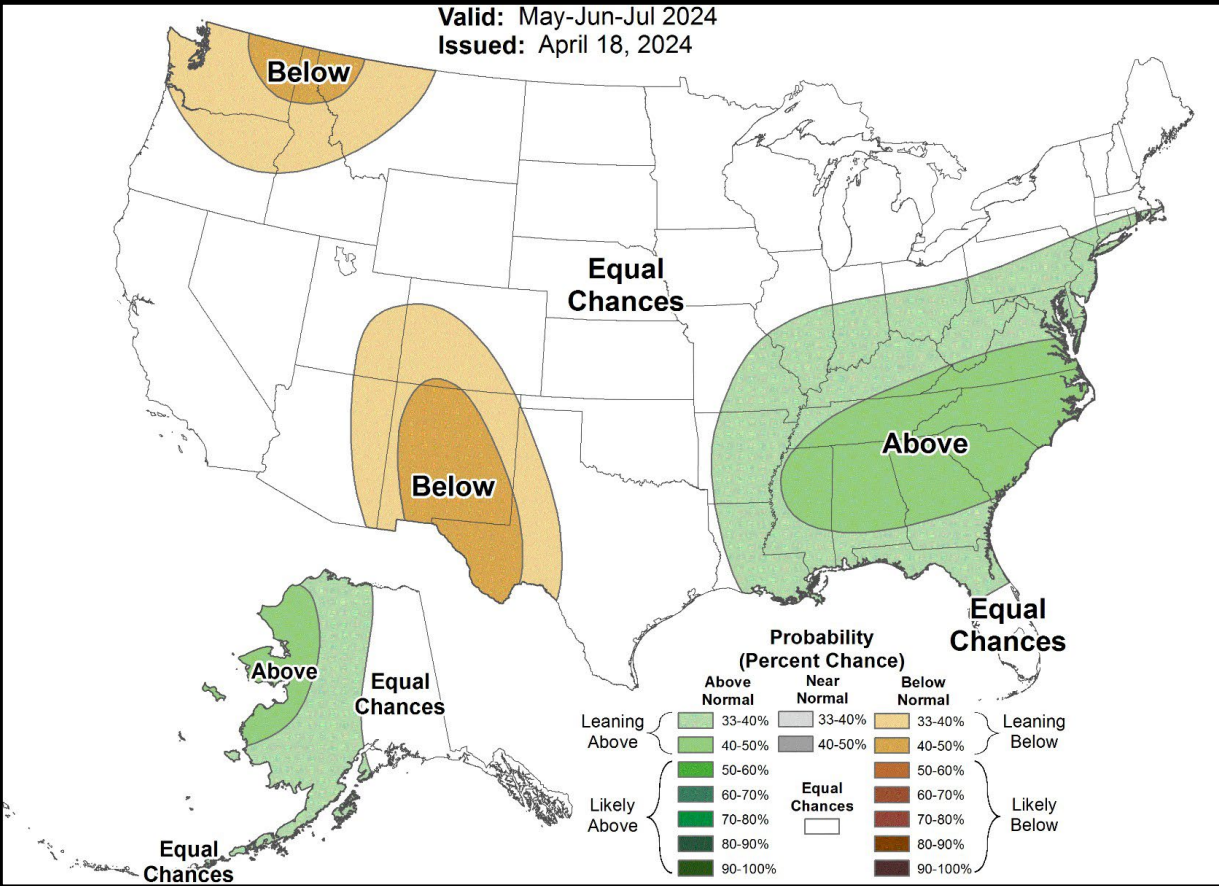 Valid: May-Jun-Jul 2024
Issued: April 18, 2024
Below
Equal
Chances
Below
Above
Equal
Chances
Above
Equal
Chances
Equal
Chances
Probability
(Percent Chance)
Above
Normal
Near
Normal
Below
Normal
Leaning
Above
33-40%
33-40%
33-40%
Leaning
Below
40-50%
40-50%
40-50%
Likely
Above
50-60%
50-60%
Likely
Below
60-70%
Equal
Chances
60-70%
70-80%
70-80%
80-90%
80-90%
90-100%
90-100%